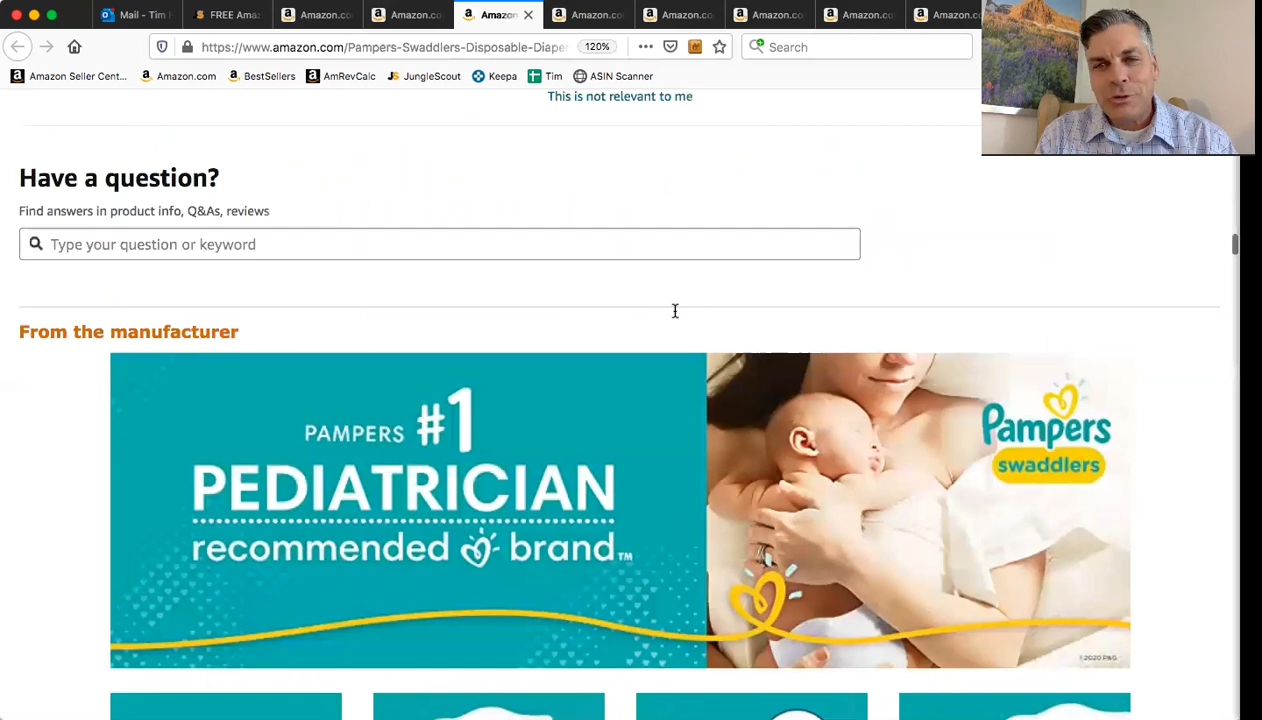 Mail - Tim
FREE Ama
Amazon.co
Amazon.co
Amazon
Amazon.co
Amazon.co
Amazon.co
Amazon.co
Amazon.co
https://www.amazon.com/Pampers-Swaddlers-Disposable-Diape
120%
Search
Amazon Seller Cent...
Amazon.com
BestSellers
AmRevCalc
JungleScout
Keepa
Tim
ASIN Scanner
This is not relevant to me
Have a question?
Find answers in product info, Q&As, reviews
Type your question or keyword
From the manufacturer
PAMPERS #1
PEDIATRICIAN
recommended brand™
Pampers
swaddlers
©2020 P&G